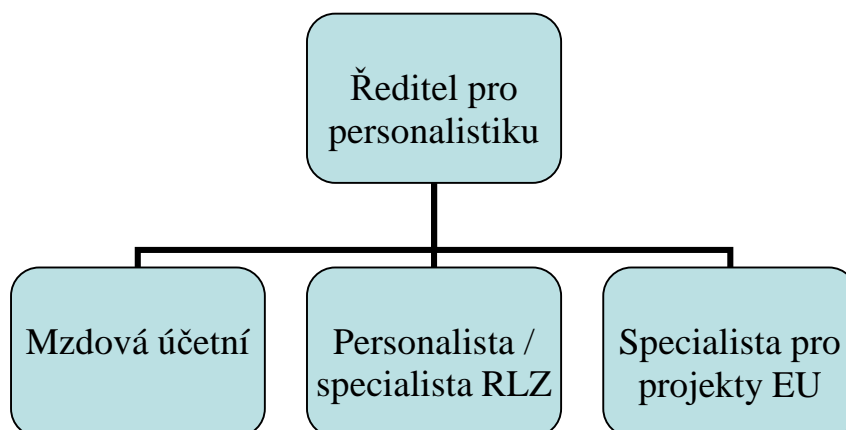 Ředitel pro
personalistiku
Mzdová účetní
Personalista /
specialista RLZ
Specialista pro
projekty EU